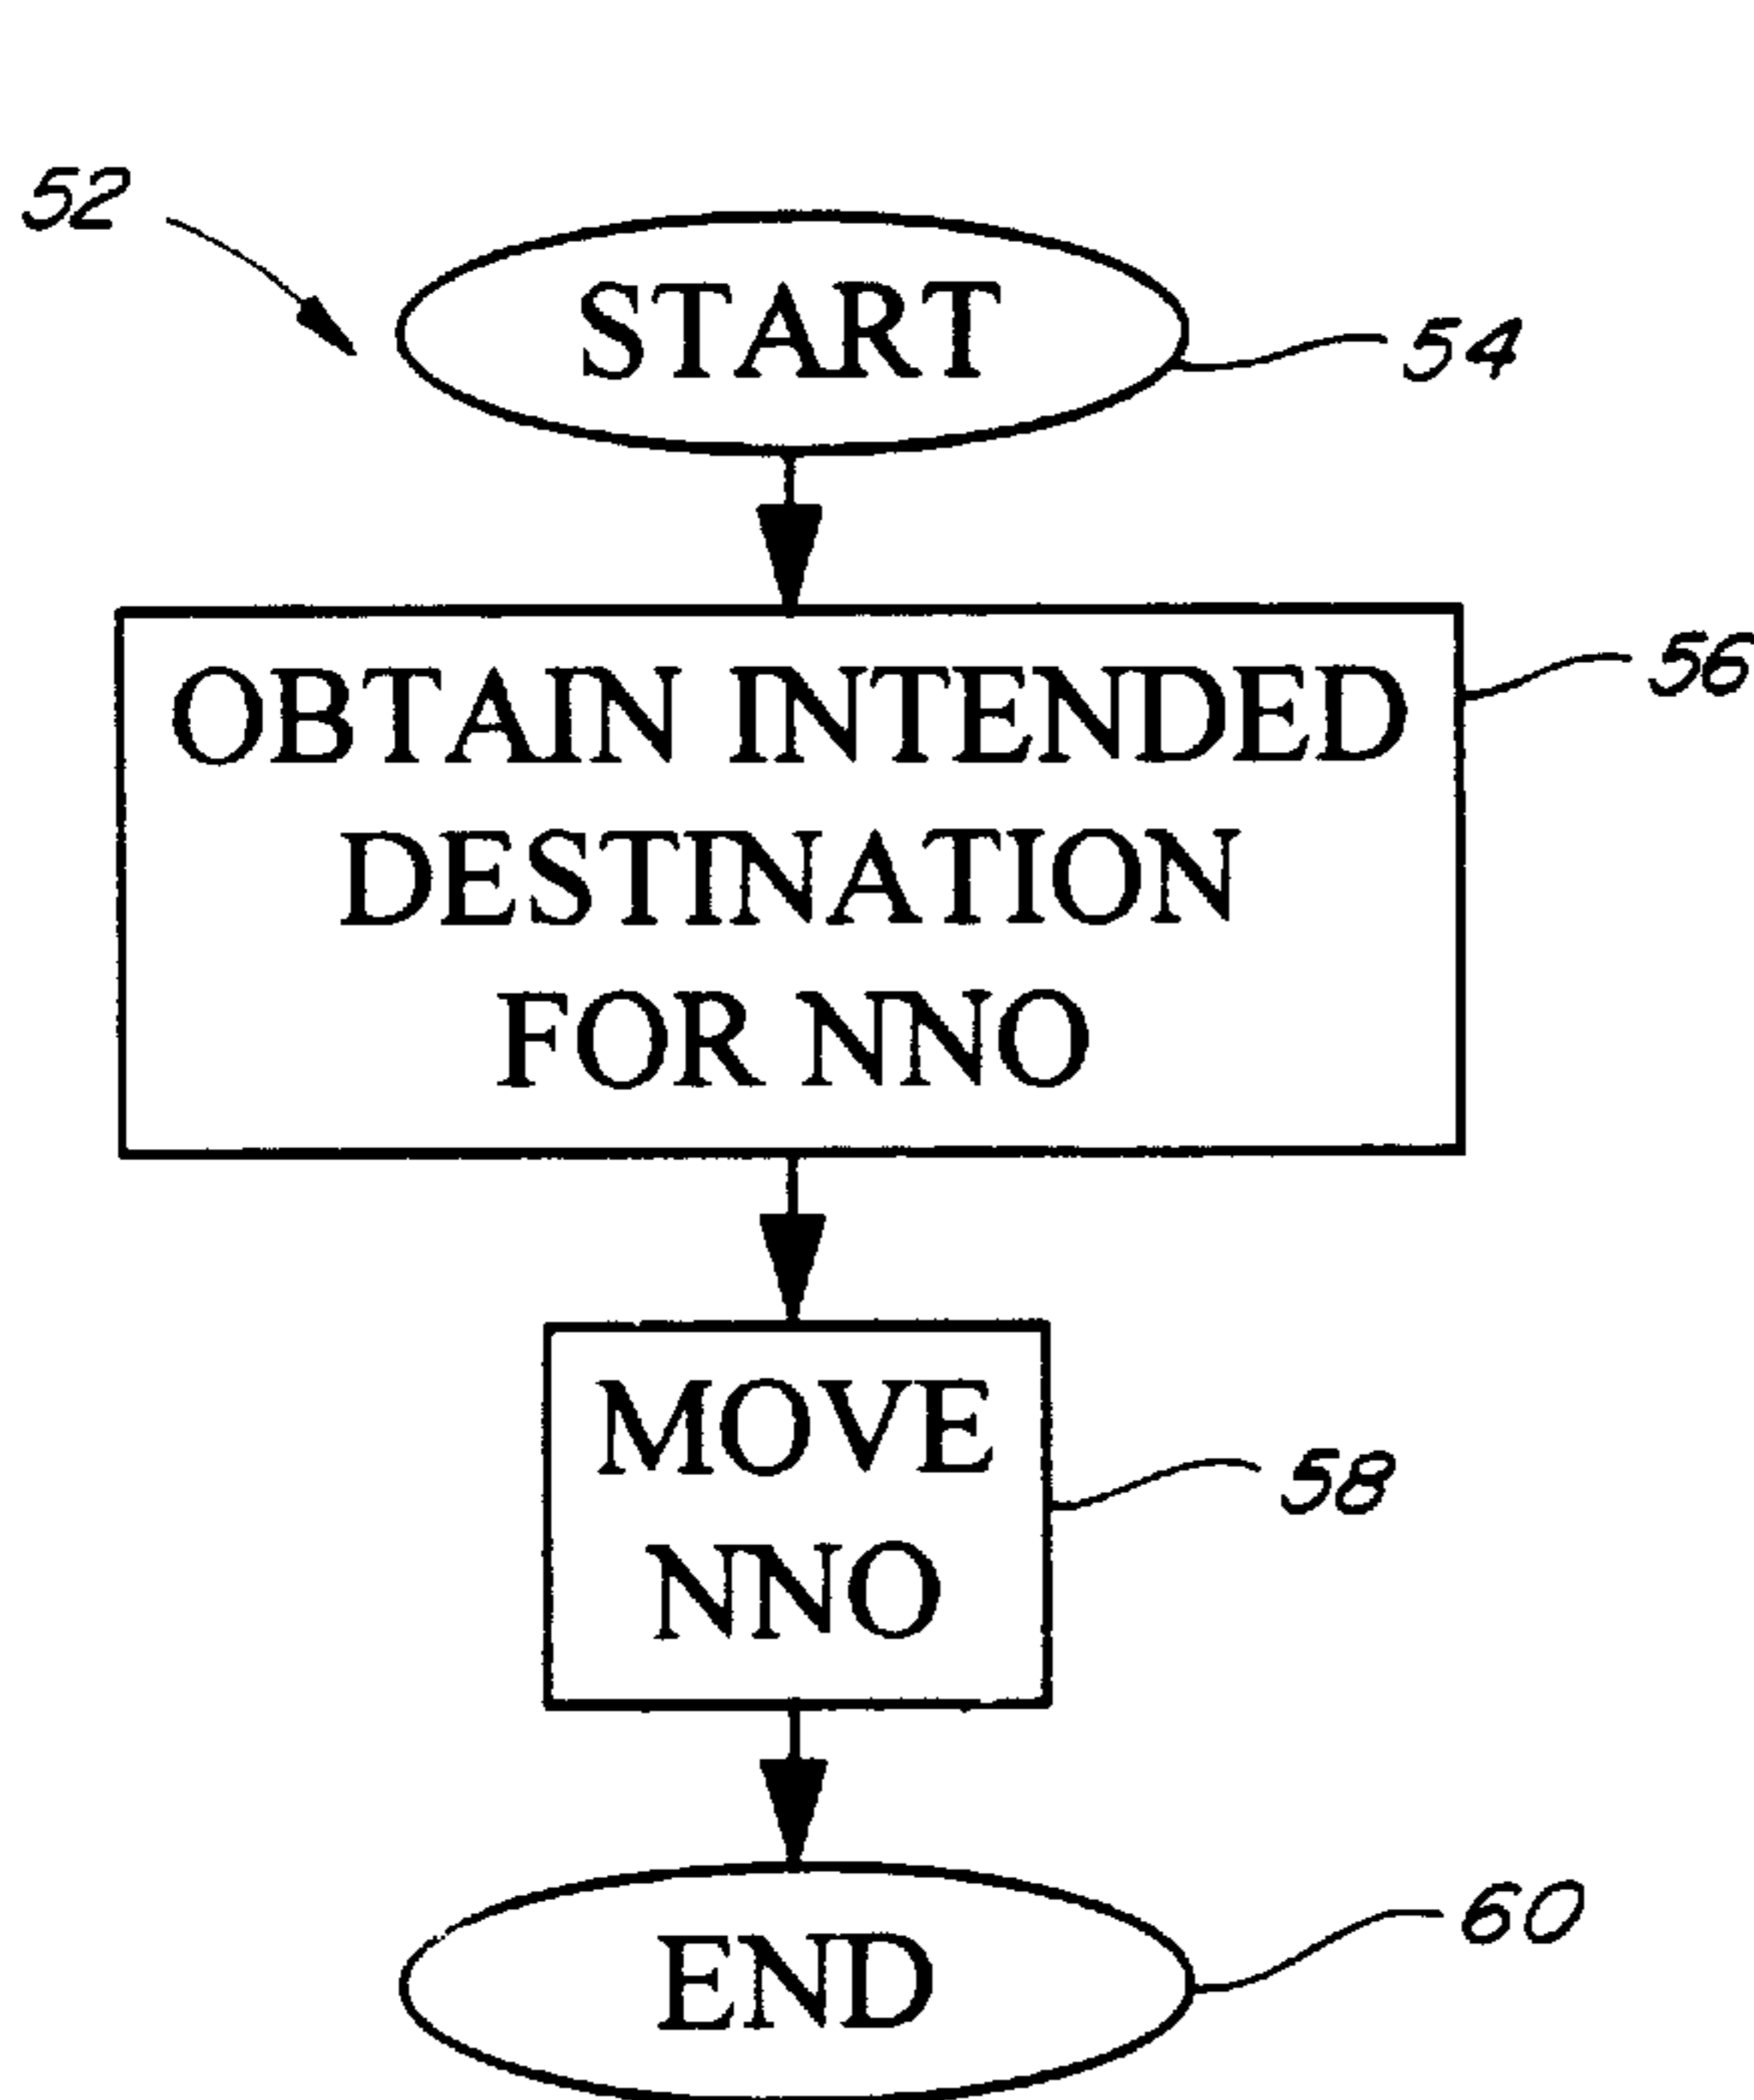 52
START
54
OBTAIN INTENDED
56
DESTINATION
FOR NNO
MOVE
58
NNO
60
END